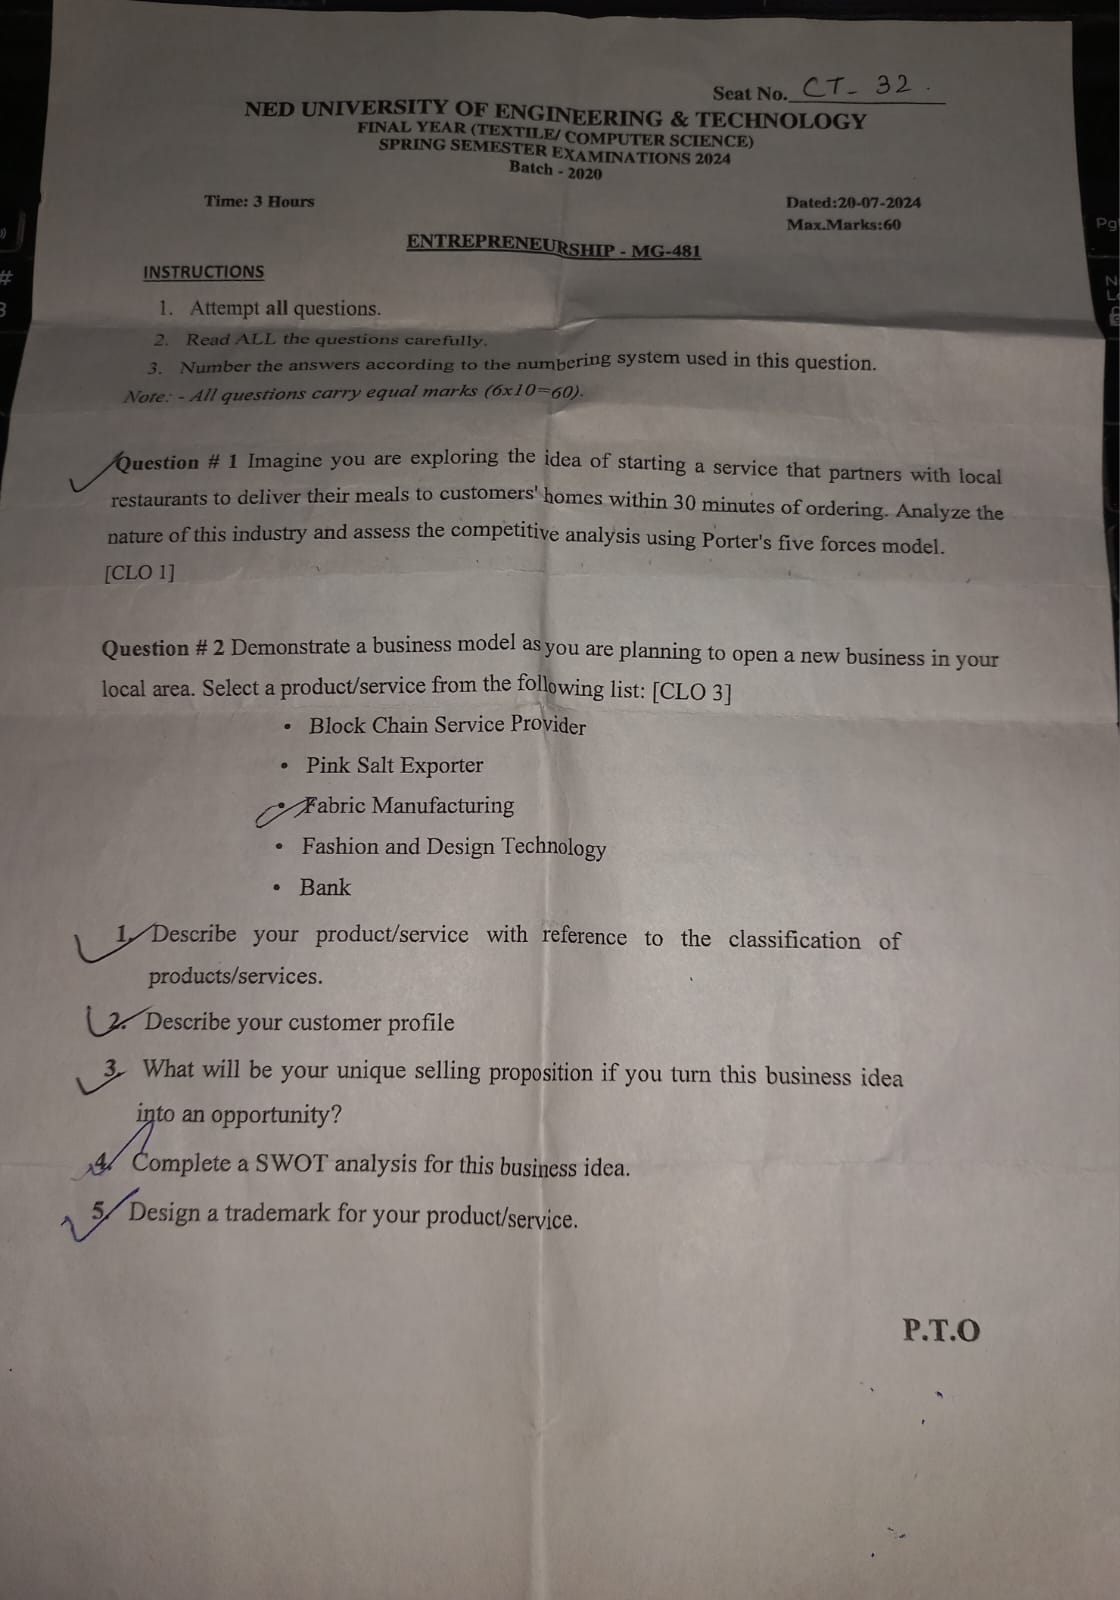 Seat No. CT- 32.
NED UNIVERSITY OF ENGINEERING & TECHNOLOGY
FINAL YEAR (TEXTILE/ COMPUTER SCIENCE)
SPRING SEMESTER EXAMINATIONS 2024
Batch - 2020
Time: 3 Hours
Dated:20-07-2024
Max.Marks:60
ENTREPRENEURSHIP - MG-481
INSTRUCTIONS
1. Attempt all questions.
2. Read ALL the questions carefully.
3. Number the answers according to the numbering system used in this question.
Note: - All questions carry equal marks (6x10=60).
Question # 1 Imagine you are exploring the idea of starting a service that partners with local
restaurants to deliver their meals to customers' homes within 30 minutes of ordering. Analyze the
nature of this industry and assess the competitive analysis using Porter's five forces model.
[CLO 1]
Question # 2 Demonstrate a business model as you are planning to open a new business in your
local area. Select a product/service from the following list: [CLO 3]
• Block Chain Service Provider
• Pink Salt Exporter
• Fabric Manufacturing
• Fashion and Design Technology
• Bank
1. Describe your product/service with reference to the classification of
products/services.
2. Describe your customer profile
3. What will be your unique selling proposition if you turn this business idea
into an opportunity?
4. Complete a SWOT analysis for this business idea.
5. Design a trademark for your product/service.
P.T.O